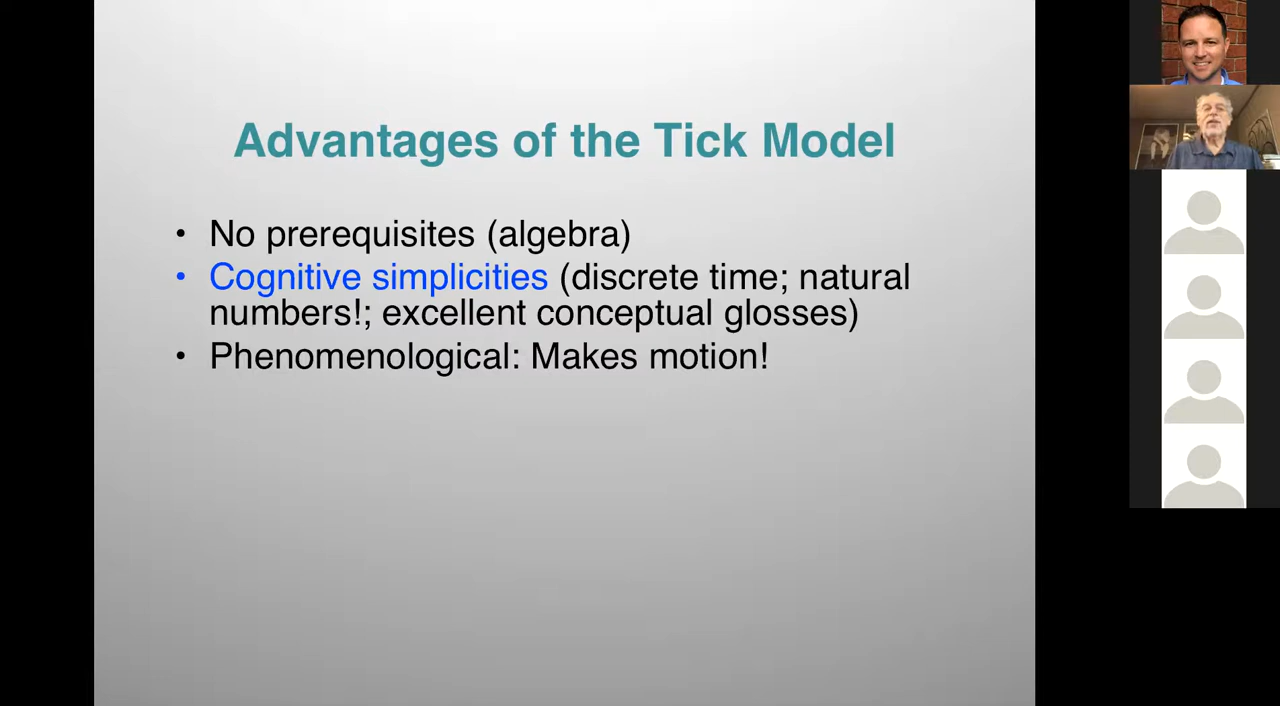 Advantages of the Tick Model
• No prerequisites (algebra)
• Cognitive simplicities (discrete time; natural
numbers!; excellent conceptual glosses)
• Phenomenological: Makes motion!